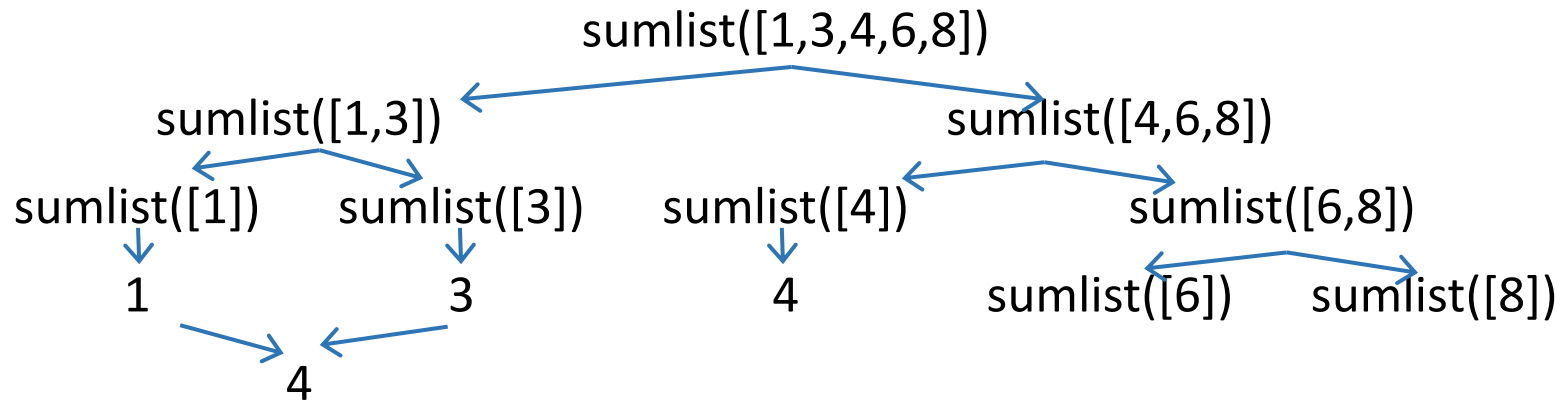 sumlist([1,3,4,6,8])
sumlist([1,3]) sumlist([4,6,8])
sumlist([1]) sumlist([3]) sumlist([4]) sumlist([6,8])
1 3 4 sumlist([6]) sumlist([8])
4